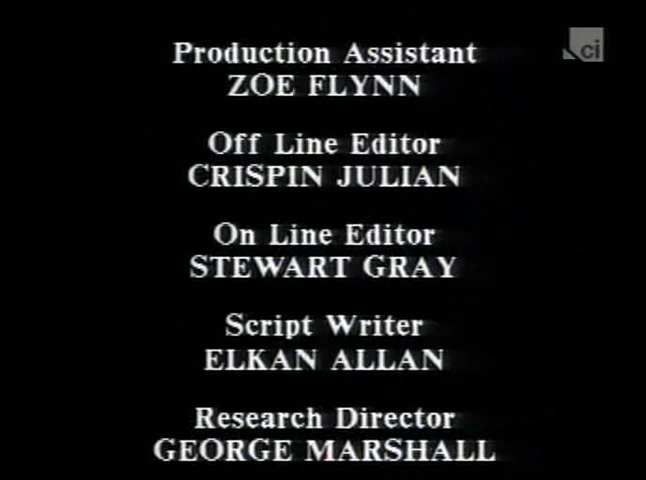 ci
Production Assistant
ZOE FLYNN
Off Line Editor
CRISPIN JULIAN
On Line Editor
STEWART GRAY
Script Writer
ELKAN ALLAN
Research Director
GEORGE MARSHALL